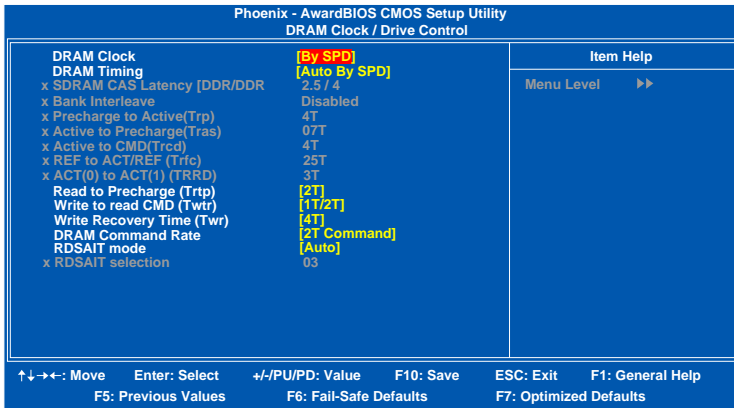 Phoenix - AwardBIOS CMOS Setup Utility
DRAM Clock / Drive Control
DRAM Clock [By SPD] Item Help
DRAM Timing [Auto By SPD]
x SDRAM CAS Latency [DDR/DDR 2.5 / 4 Menu Level ▶▶
x Bank Interleave Disabled
x Precharge to Active(Trp) 4T
x Active to Precharge(Tras) 07T
x Active to CMD(Trcd) 4T
x REF to ACT/REF (Trfc) 25T
x ACT(0) to ACT(1) (TRRD) 3T
Read to Precharge (Trtp) [2T]
Write to read CMD (Twtr) [1T/2T]
Write Recovery Time (Twr) [4T]
DRAM Command Rate [2T Command]
RDSAIT mode [Auto]
x RDSAIT selection 03
↑↓→←: Move Enter: Select +/-/PU/PD: Value F10: Save ESC: Exit F1: General Help
F5: Previous Values F6: Fail-Safe Defaults F7: Optimized Defaults